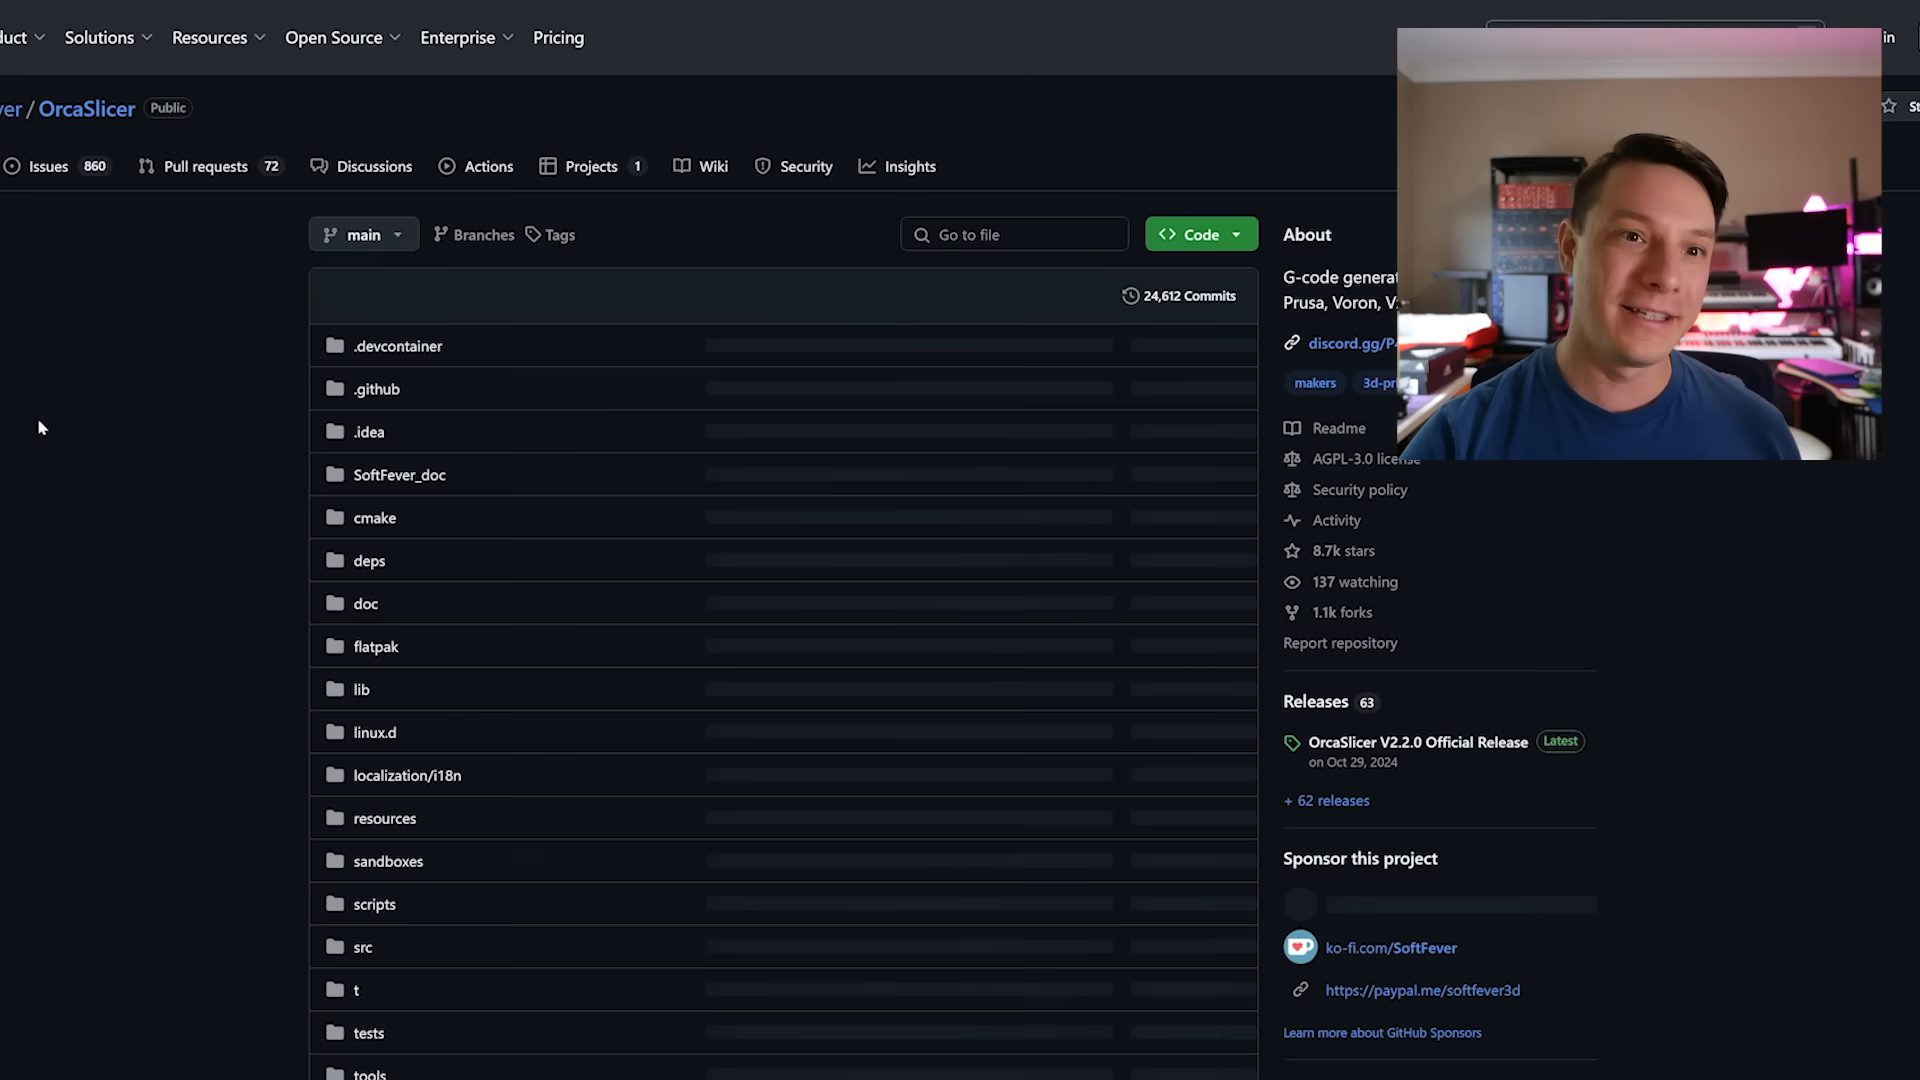 duct Solutions Resources Open Source Enterprise Pricing in
ver / OrcaSlicer Public St
Issues 860 Pull requests 72 Discussions Actions Projects 1 Wiki Security Insights
main Branches Tags Go to file Code
24,612 Commits
.devcontainer
.github
.idea
SoftFever_doc
cmake
deps
doc
flatpak
lib
linux.d
localization/i18n
resources
sandboxes
scripts
src
t
tests
tools
About
G-code generat
Prusa, Voron, V
discord.gg/P
makers 3d-pri
Readme
AGPL-3.0 license
Security policy
Activity
8.7k stars
137 watching
1.1k forks
Report repository
Releases 63
OrcaSlicer V2.2.0 Official Release Latest
on Oct 29, 2024
+ 62 releases
Sponsor this project
ko-fi.com/SoftFever
https://paypal.me/softfever3d
Learn more about GitHub Sponsors